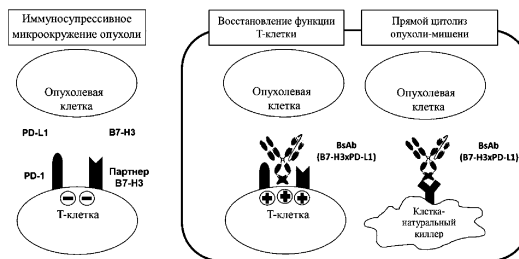 Иммуносупрессивное
микроокружение опухоли
Опухолевая
клетка
PD-L1
B7-H3
PD-1
Партнер
B7-H3
Т-клетка
Восстановление функции
Т-клетки
Опухолевая
клетка
BsAb
(B7-H3xPD-L1)
Т-клетка
Прямой цитолиз
опухоли-мишени
Опухолевая
клетка
BsAb
(B7-H3xPD-L1)
Клетка-
натуральный
киллер